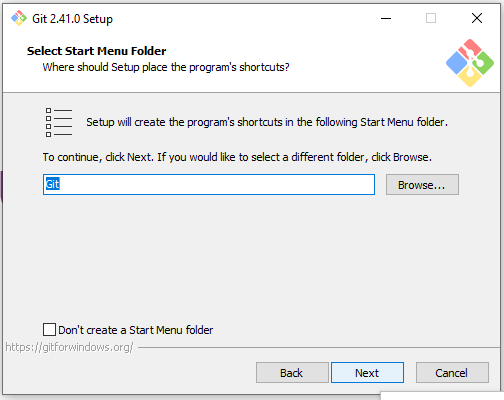 Git 2.41.0 Setup
Select Start Menu Folder
Where should Setup place the program's shortcuts?
Setup will create the program's shortcuts in the following Start Menu folder.
To continue, click Next. If you would like to select a different folder, click Browse.
Git
Browse...
Don't create a Start Menu folder
https://gitforwindows.org/
Back
Next
Cancel